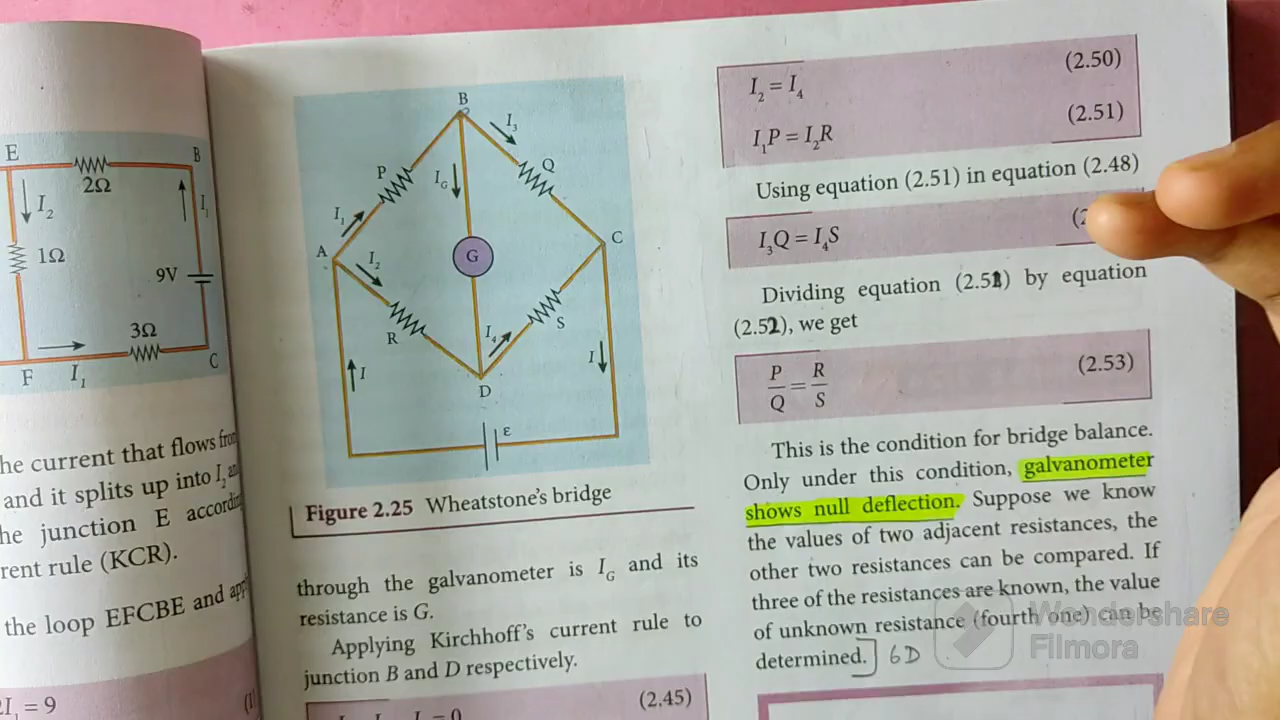 E
B
2Ω
I₂
I₁
1Ω
9V
3Ω
F
I₁
C
he current that flows from
and it splits up into I₂
he junction E accordin
rent rule (KCR).
the loop EFCBE and
I₁ = 9
B
I₃
P
Q
I_G
I₁
A
G
C
I₂
R
I₄
S
I
I
D
ε
Figure 2.25 Wheatstone's bridge
through the galvanometer is I_G and its
resistance is G.
Applying Kirchhoff's current rule to
junction B and D respectively.
(2.45)
I₂ = I₄ (2.50)
I₁P = I₂R (2.51)
Using equation (2.51) in equation (2.48)
I₃Q = I₄S
Dividing equation (2.51) by equation
(2.52), we get
P/Q = R/S (2.53)
This is the condition for bridge balance.
Only under this condition, galvanometer
shows null deflection. Suppose we know
the values of two adjacent resistances, the
other two resistances can be compared. If
three of the resistances are known, the value
of unknown resistance (fourth one) can be
determined. 6D
Wondershare
Filmora